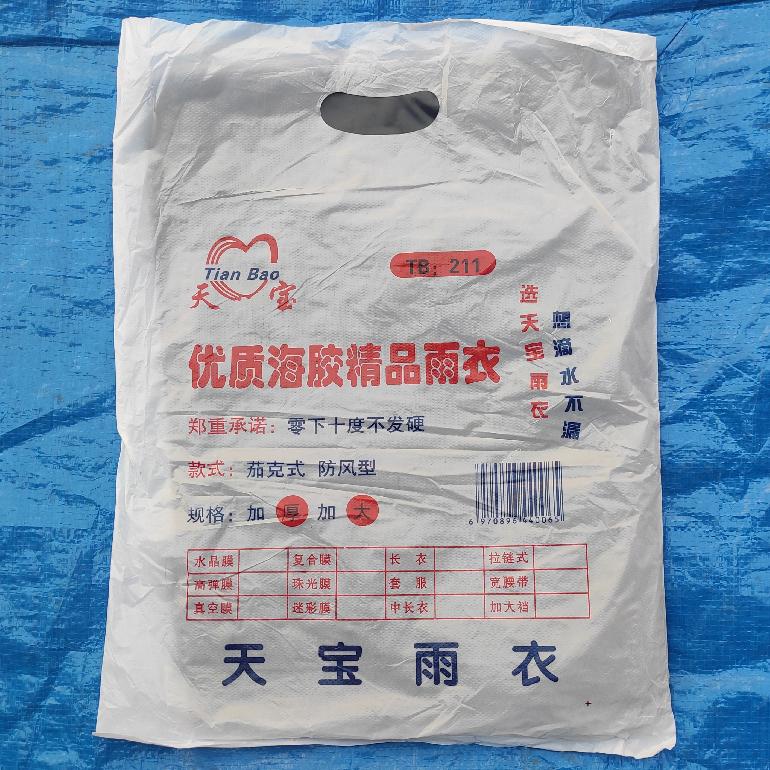 Tian Bao
天宝
TB: 211
选天宝雨衣
想滴水不漏
优质海胶精品雨衣
郑重承诺：零下十度不发硬
款式：茄克式 防风型
规格：加厚加大
6970896440065
水晶膜 复合膜 长衣 拉链式
高弹膜 珠光膜 套服 宽腰带
真空膜 迷彩膜 中长衣 加大裆
天宝雨衣